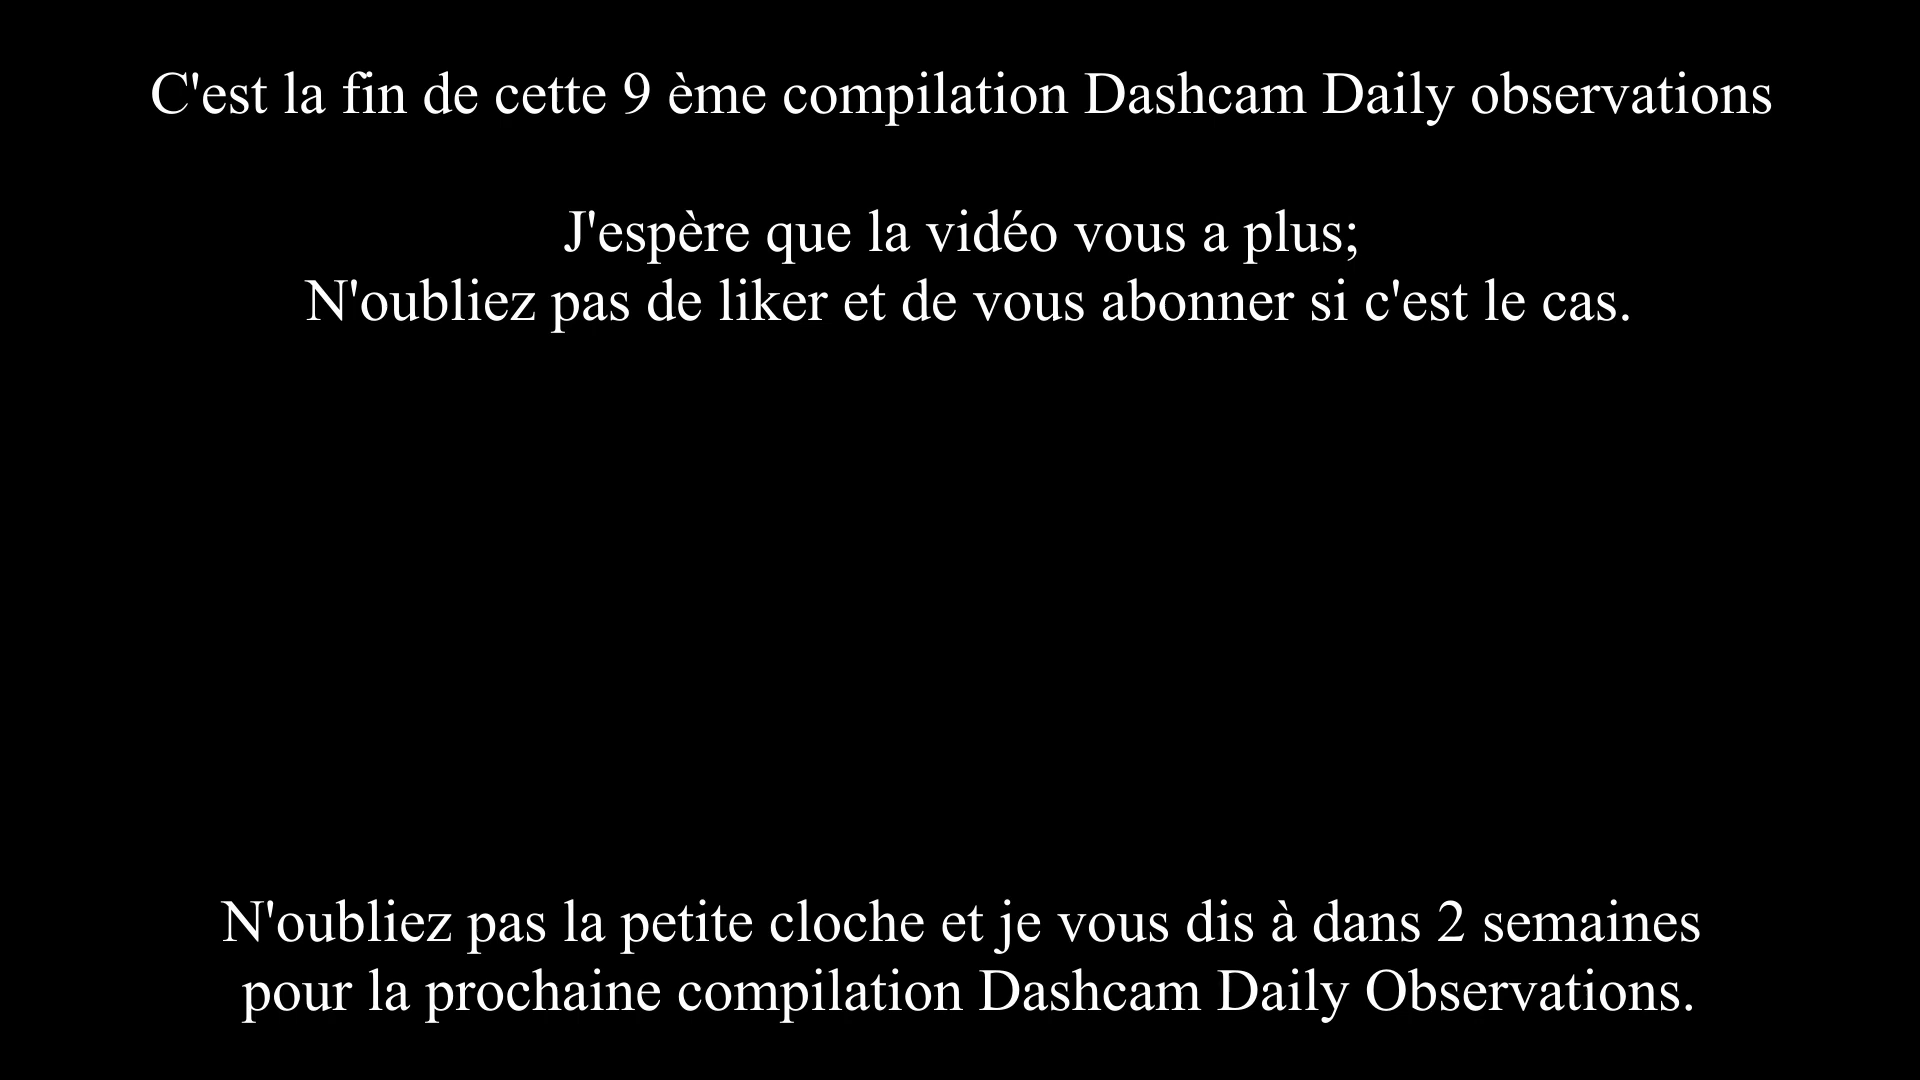 C'est la fin de cette 9 ème compilation Dashcam Daily observations
J'espère que la vidéo vous a plus;
N'oubliez pas de liker et de vous abonner si c'est le cas.
N'oubliez pas la petite cloche et je vous dis à dans 2 semaines
pour la prochaine compilation Dashcam Daily Observations.